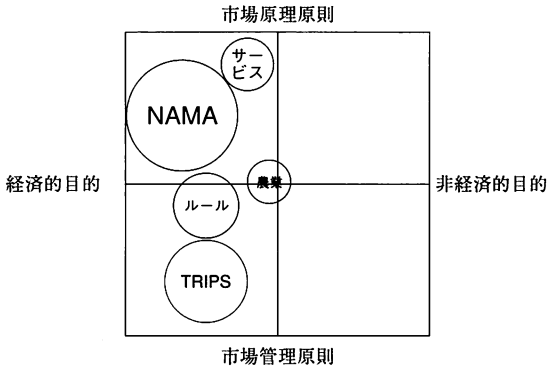 市場原理原則
サー
ビス
NAMA
経済的目的
農業
非経済的目的
ルール
TRIPS
市場管理原則